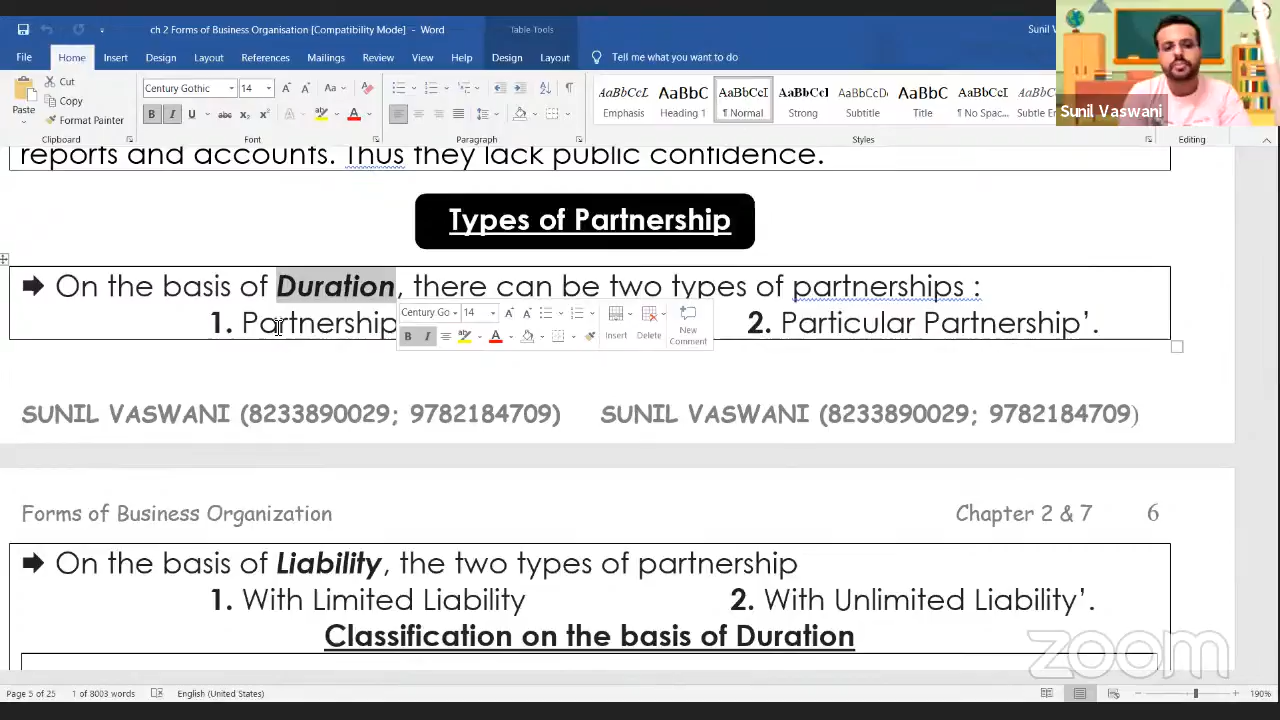 ch 2 Forms of Business Organisation [Compatibility Mode] - Word
Table Tools
Sunil V
File Home Insert Design Layout References Mailings Review View Help Design Layout Tell me what you want to do
Cut
Copy
Format Painter
Paste
Clipboard
Century Gothic 14
Aa
B I U abc X₂ X²
Font
Paragraph
AaBbCcL AaBbC AaBbCcI AaBbCcI AaBbCcDc AaBbC AaBbCcI
Emphasis Heading 1 ¶ Normal Strong Subtitle Title ¶ No Spac...
Styles
Editing
Sunil Vaswani
reports and accounts. Thus they lack public confidence.
Types of Partnership
🡆 On the basis of Duration, there can be two types of partnerships :
1. Partnership 2. Particular Partnership’.
Century Go 14
B I
Insert Delete New Comment
SUNIL VASWANI (8233890029; 9782184709) SUNIL VASWANI (8233890029; 9782184709)
Forms of Business Organization Chapter 2 & 7 6
🡆 On the basis of Liability, the two types of partnership
1. With Limited Liability 2. With Unlimited Liability’.
Classification on the basis of Duration
zoom
Page 5 of 25 1 of 8003 words English (United States) 190%